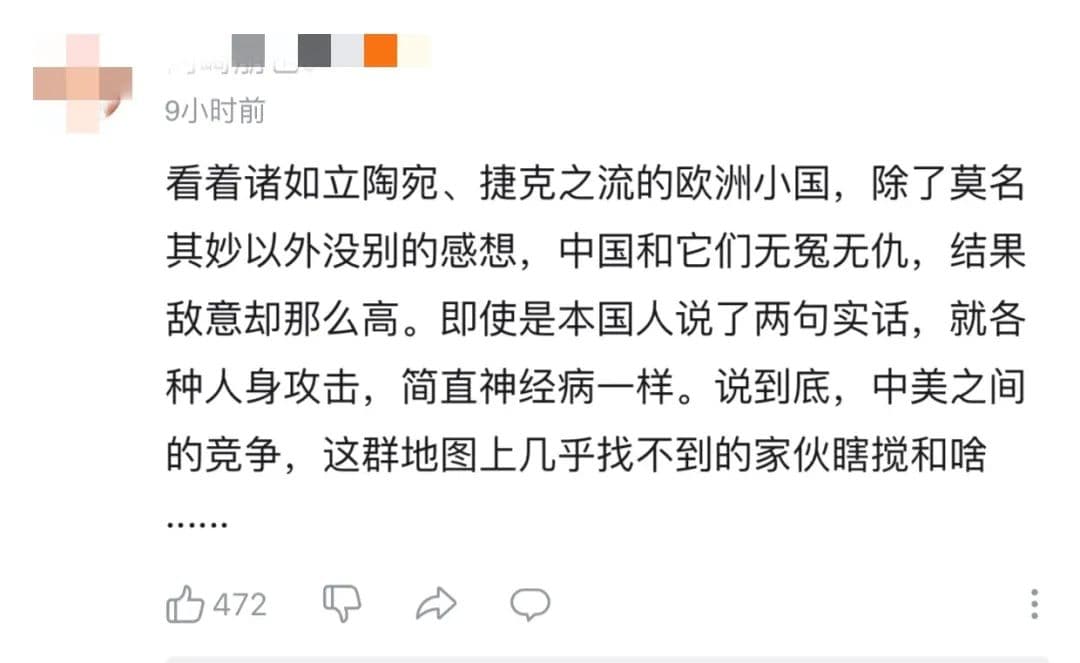 9小时前
看着诸如立陶宛、捷克之流的欧洲小国，除了莫名
其妙以外没别的感想，中国和它们无冤无仇，结果
敌意却那么高。即使是本国人说了两句实话，就各
种人身攻击，简直神经病一样。说到底，中美之间
的竞争，这群地图上几乎找不到的家伙瞎搅和啥
……
472